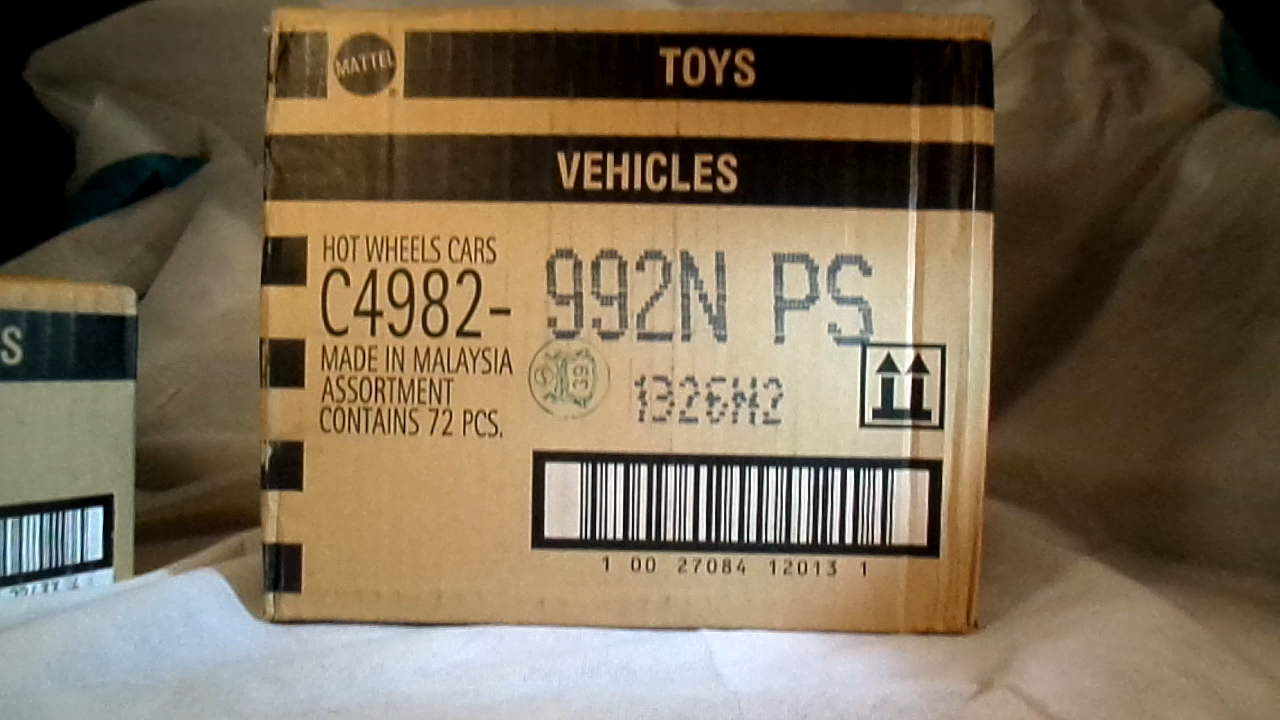 MATTEL
TOYS
VEHICLES
HOT WHEELS CARS
C4982-
992N PS
MADE IN MALAYSIA
ASSORTMENT
CONTAINS 72 PCS.
39
1326H2
1 00 27084 12013 1
S